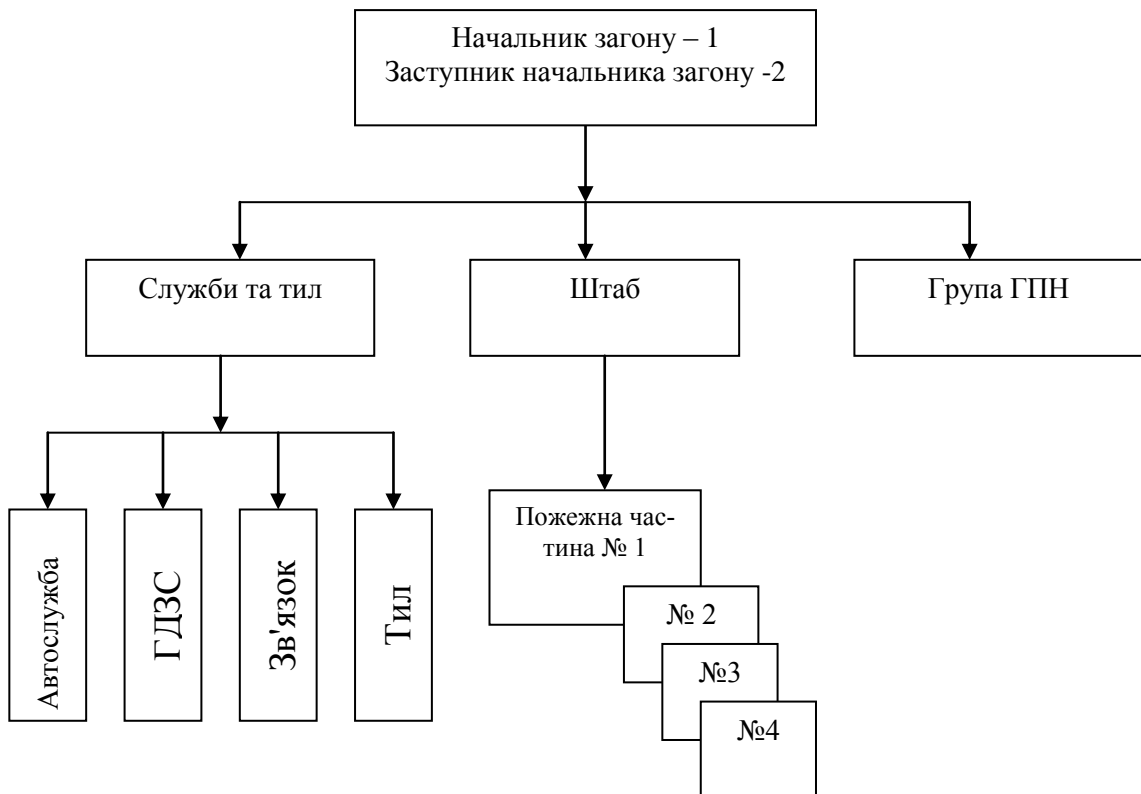 Начальник загону – 1
Заступник начальника загону -2
Служби та тил
Штаб
Група ГПН
Автослужба
ГДЗС
Зв'язок
Тил
Пожежна час-
тина № 1
№ 2
№3
№4